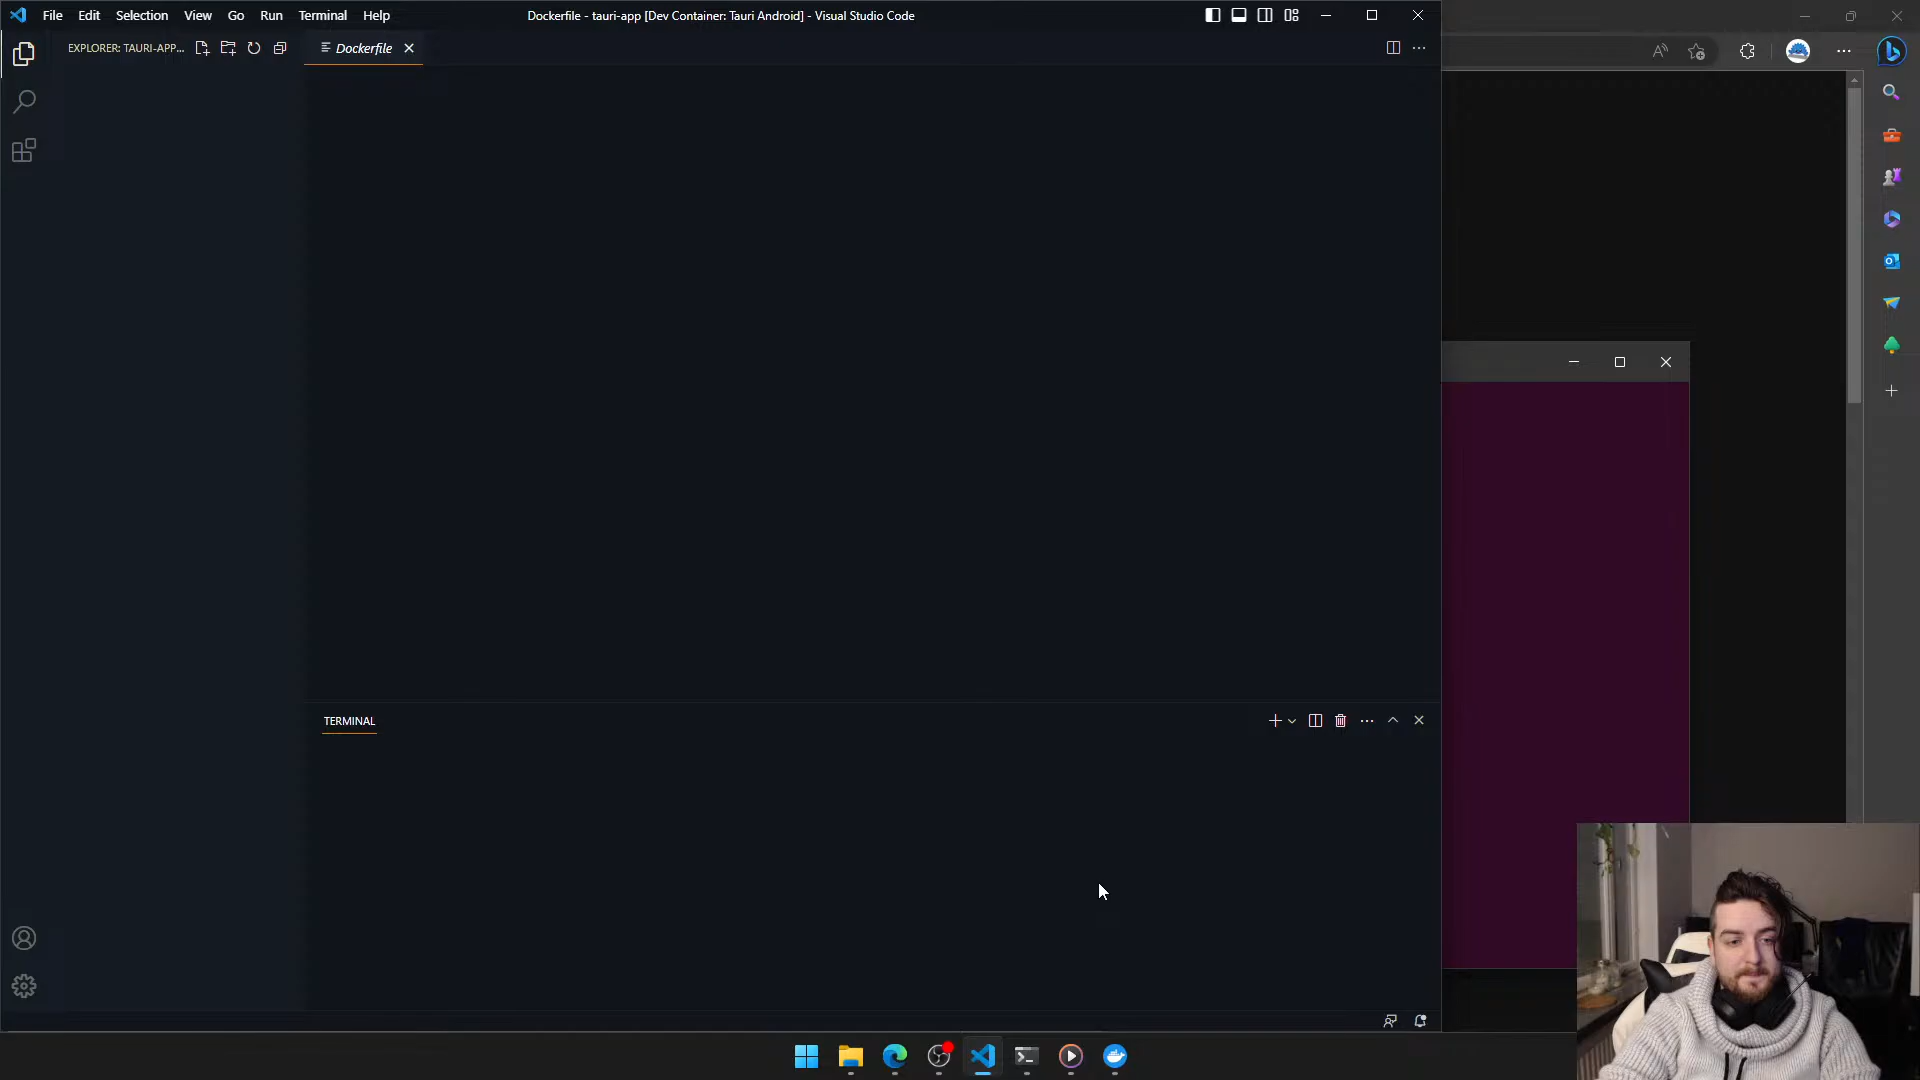 File Edit Selection View Go Run Terminal Help
Dockerfile - tauri-app [Dev Container: Tauri Android] - Visual Studio Code
EXPLORER: TAURI-APP...
Dockerfile
TERMINAL